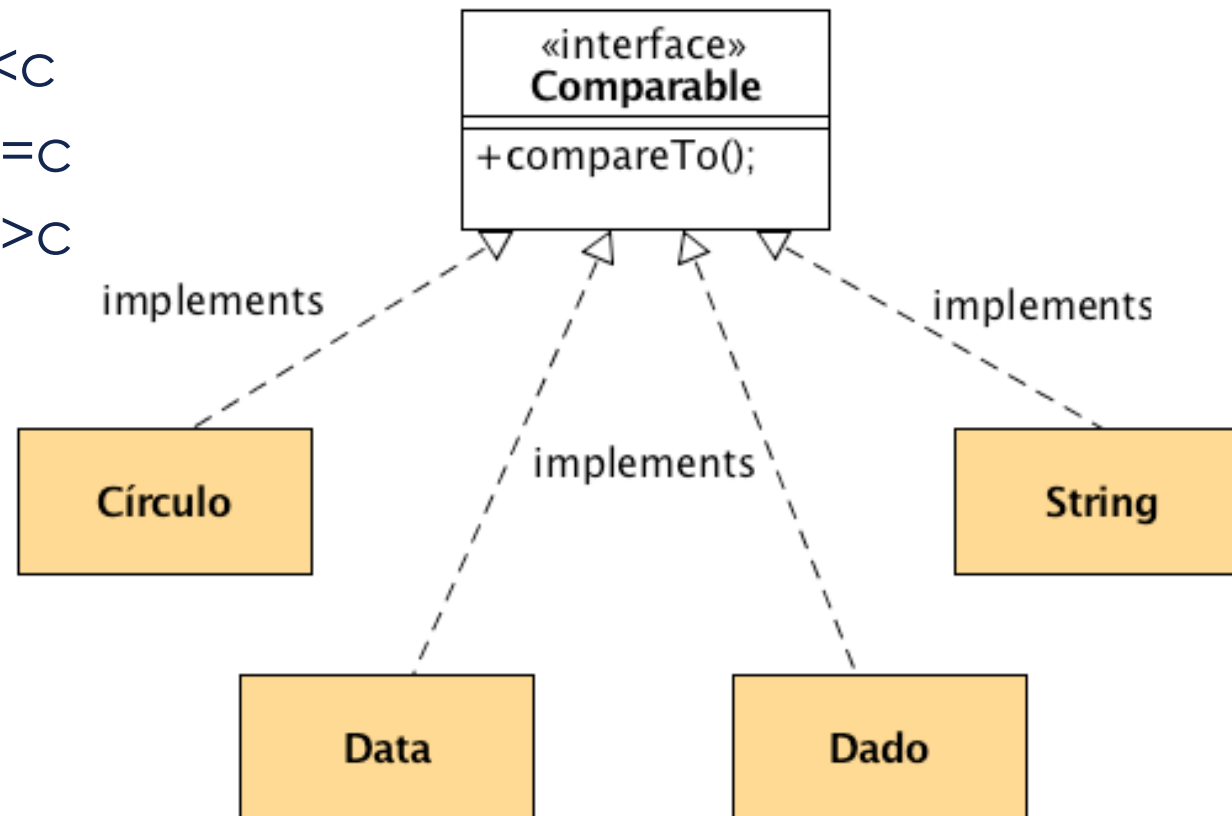 <c
=c
>c
«interface»
Comparable
+compareTo();
implements
implements
implements
Círculo
String
Data
Dado